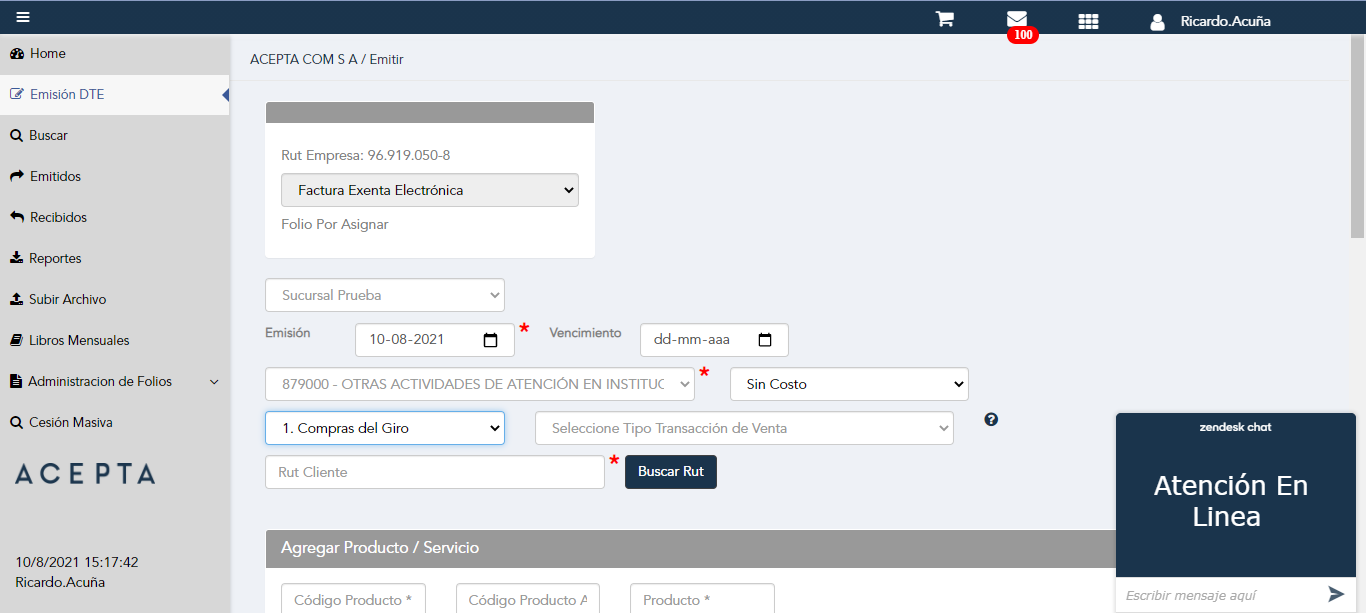 100
Ricardo.Acuña
Home
Emisión DTE
Buscar
Emitidos
Recibidos
Reportes
Subir Archivo
Libros Mensuales
Administracion de Folios
Cesión Masiva
ACEPTA
10/8/2021 15:17:42
Ricardo.Acuña
ACEPTA COM S A / Emitir
Rut Empresa: 96.919.050-8
Factura Exenta Electrónica
Folio Por Asignar
Sucursal Prueba
Emisión 10-08-2021 * Vencimiento dd-mm-aaa
879000 - OTRAS ACTIVIDADES DE ATENCIÓN EN INSTITUC * Sin Costo
1. Compras del Giro Seleccione Tipo Transacción de Venta ?
Rut Cliente * Buscar Rut
Agregar Producto / Servicio
Código Producto * Código Producto A Producto *
zendesk chat
Atención En
Linea
Escribir mensaje aquí